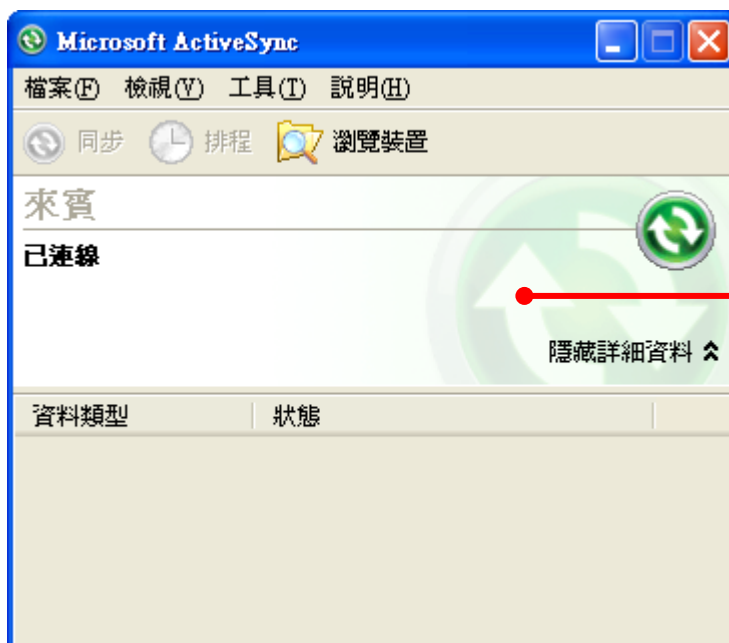 Microsoft ActiveSync
檔案(F) 檢視(V) 工具(T) 說明(H)
同步 排程 瀏覽裝置
來賓
已連線
隱藏詳細資料
資料類型 狀態